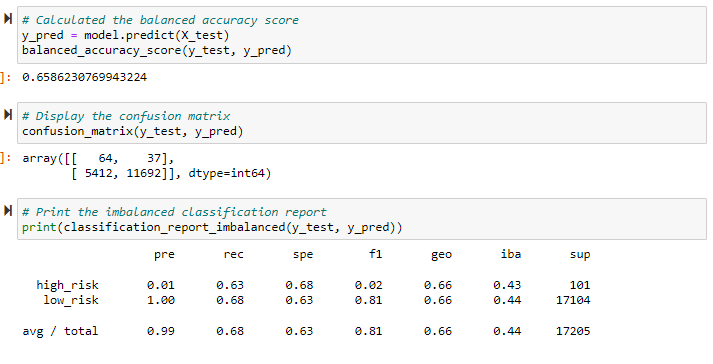 # Calculated the balanced accuracy score
y_pred = model.predict(X_test)
balanced_accuracy_score(y_test, y_pred)
]: 0.6586230769943224
# Display the confusion matrix
confusion_matrix(y_test, y_pred)
]: array([[   64,    37],
       [ 5412, 11692]], dtype=int64)
# Print the imbalanced classification report
print(classification_report_imbalanced(y_test, y_pred))
pre rec spe f1 geo iba sup
high_risk 0.01 0.63 0.68 0.02 0.66 0.43 101
low_risk 1.00 0.68 0.63 0.81 0.66 0.44 17104
avg / total 0.99 0.68 0.63 0.81 0.66 0.44 17205